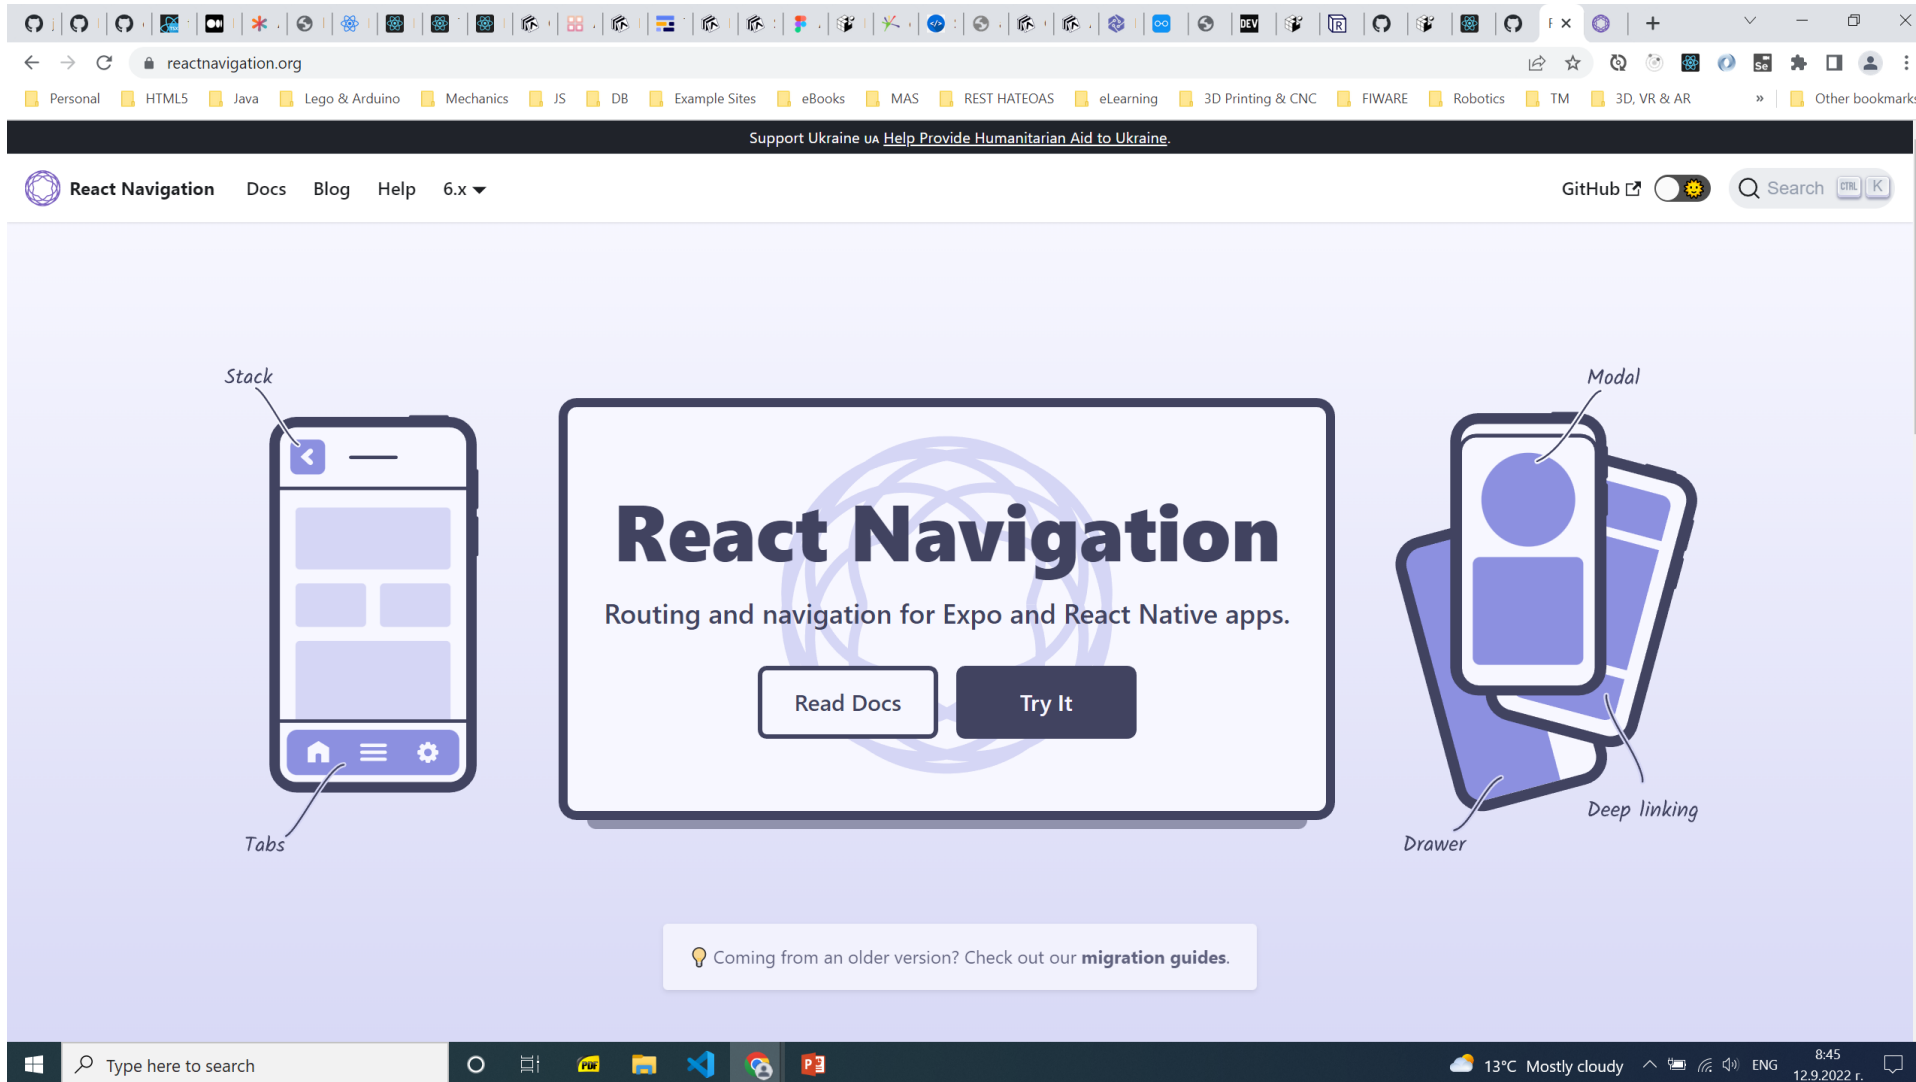 DEV
reactnavigation.org
Se
Personal HTML5 Java Lego & Arduino Mechanics JS DB Example Sites eBooks MAS REST HATEOAS eLearning 3D Printing & CNC FIWARE Robotics TM 3D, VR & AR » Other bookmarks
Support Ukraine UA Help Provide Humanitarian Aid to Ukraine.
React Navigation Docs Blog Help 6.x GitHub Search CTRL K
Stack
Modal
React Navigation
Routing and navigation for Expo and React Native apps.
Read Docs Try It
Deep linking
Tabs
Drawer
Coming from an older version? Check out our migration guides.
Type here to search
PDF
13°C Mostly cloudy
ENG
8:45
12.9.2022 г.